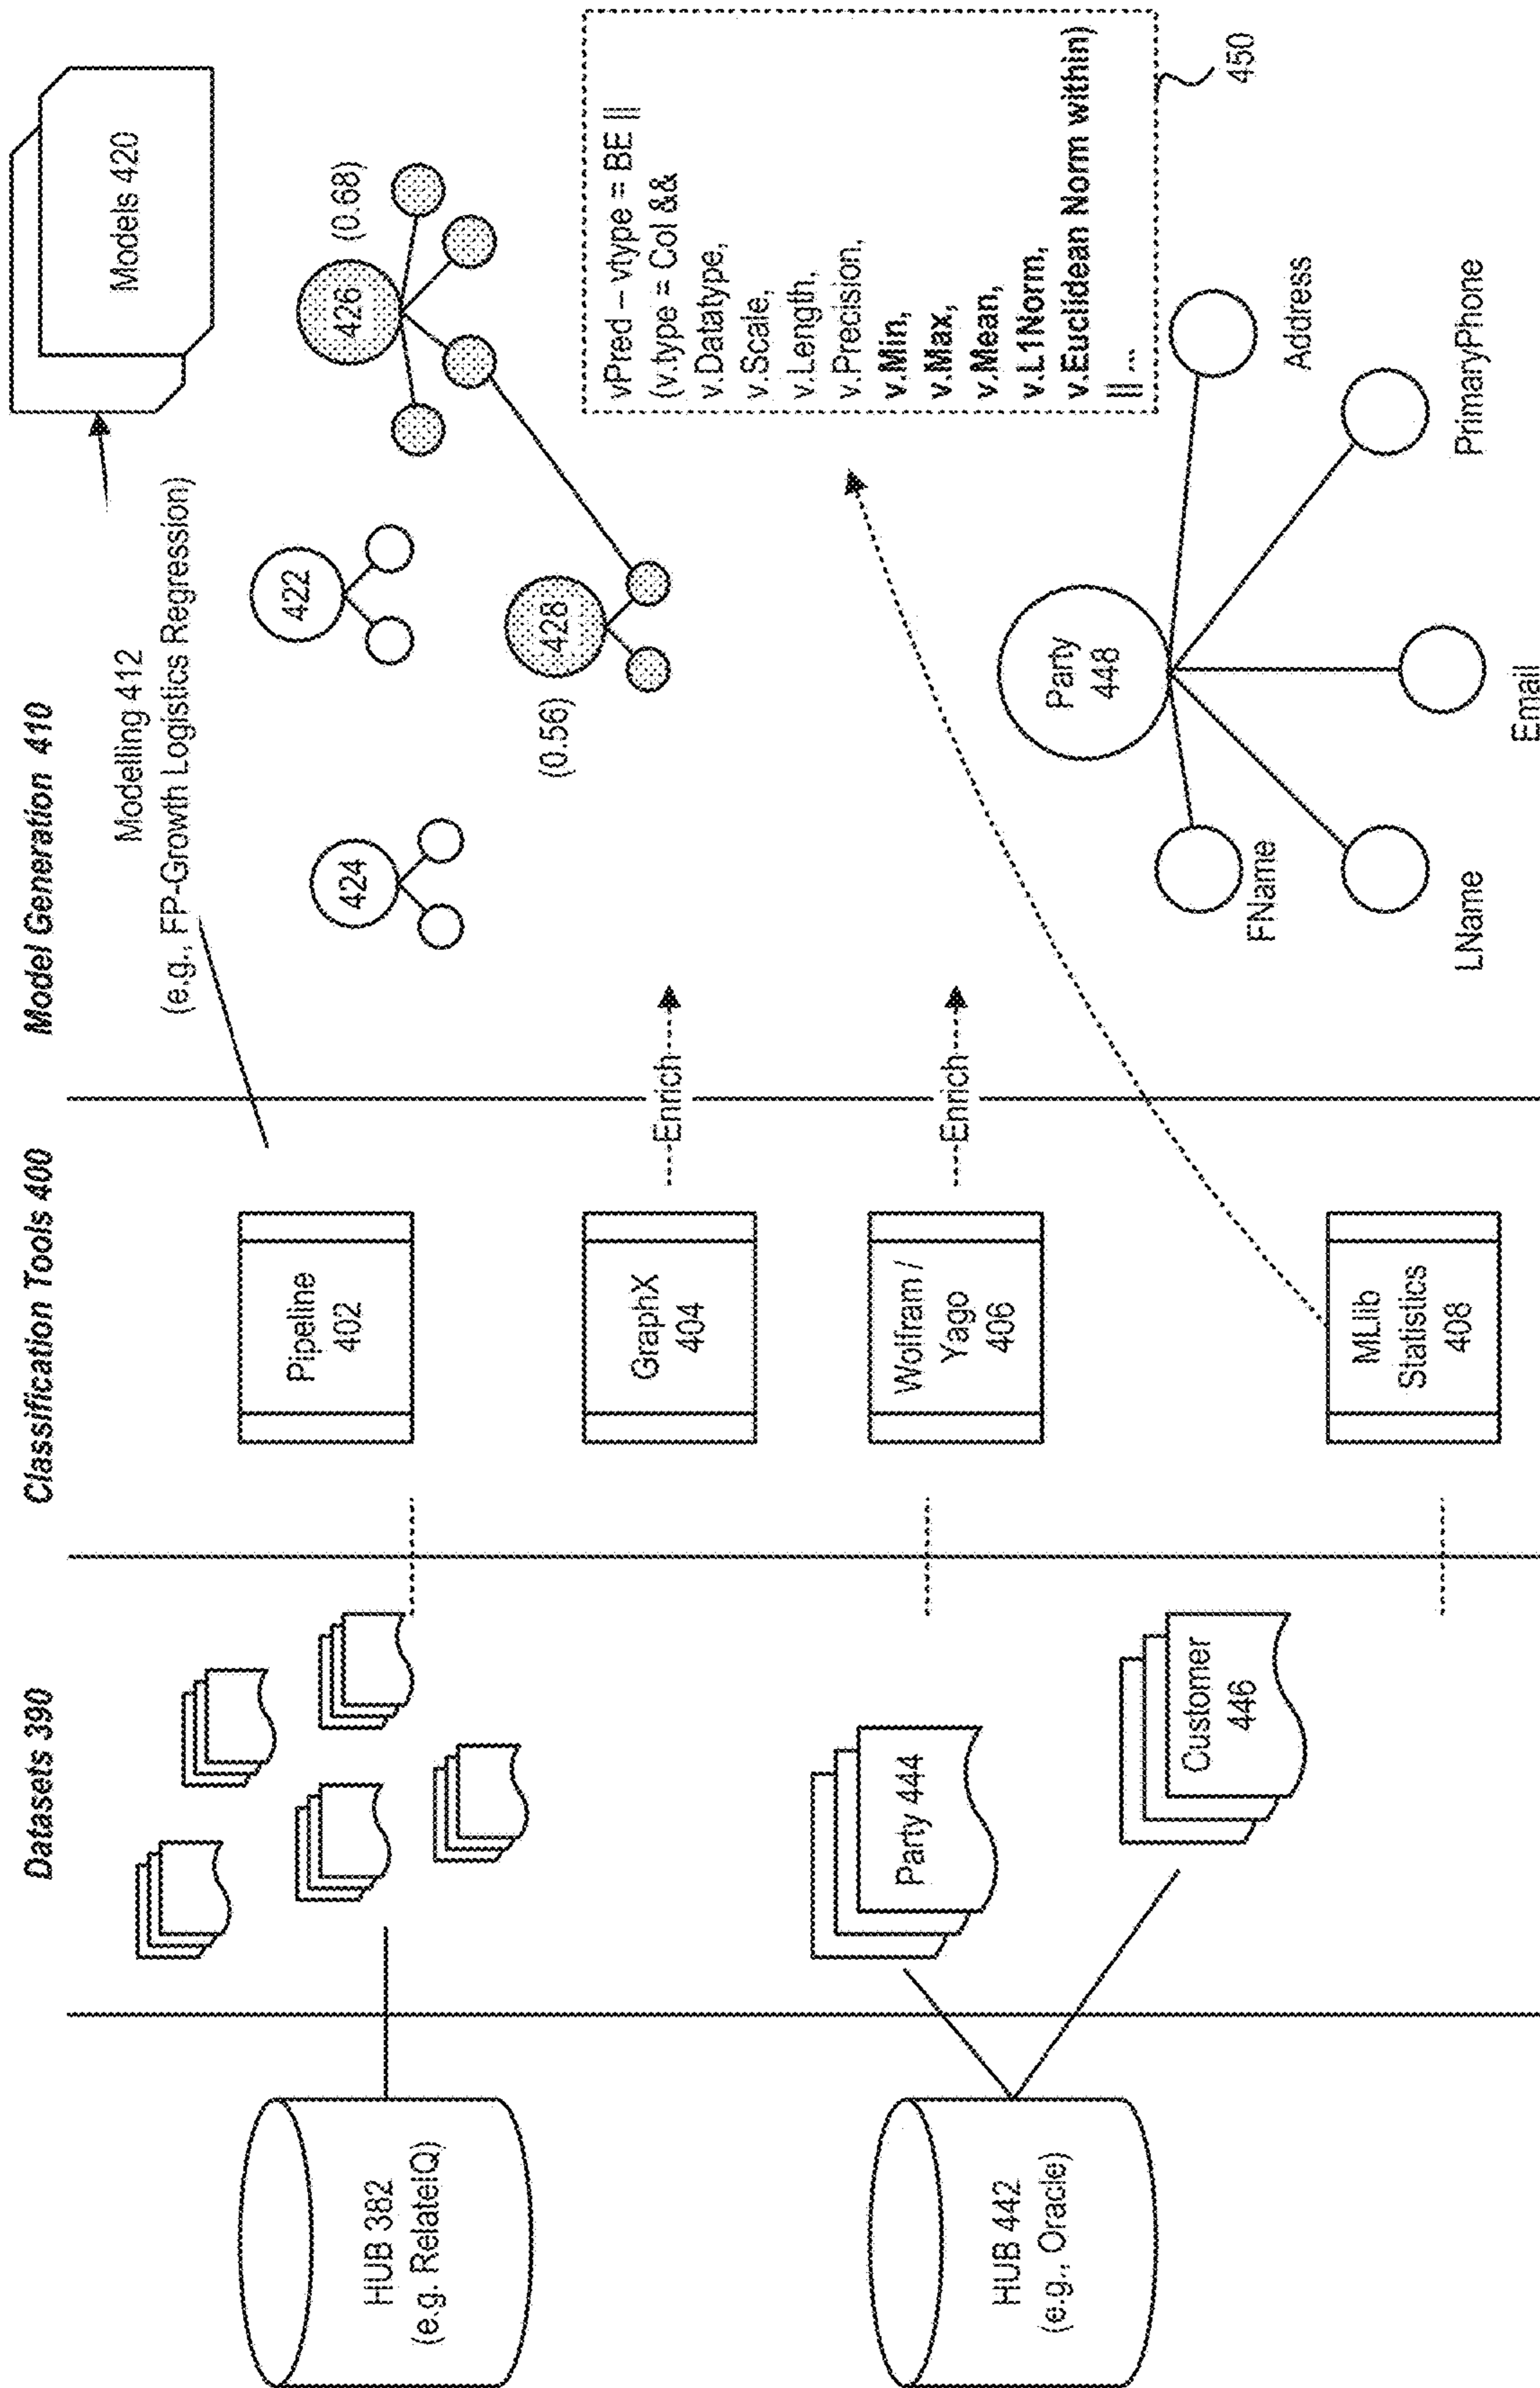 Datasets 390
Classification Tools 400
Model Generation 410
HUB 382
(e.g. RelateIQ)
HUB 442
(e.g., Oracle)
Party 444
Customer
446
Pipeline
402
GraphX
404
Wolfram /
Yago
406
MLlib
Statistics
408
Enrich
Enrich
Modelling 412
(e.g., FP-Growth Logistics Regression)
Models 420
424
422
426
(0.68)
428
(0.56)
vPred – vtype = BE ||
(v.type = Col &&
v.Datatype,
v.Scale,
v.Length,
v.Precision,
v.Min,
v.Max,
v.Mean,
v.L1Norm,
v.Euclidean Norm within)
|| ...
450
Party
448
FName
LName
Email
PrimaryPhone
Address